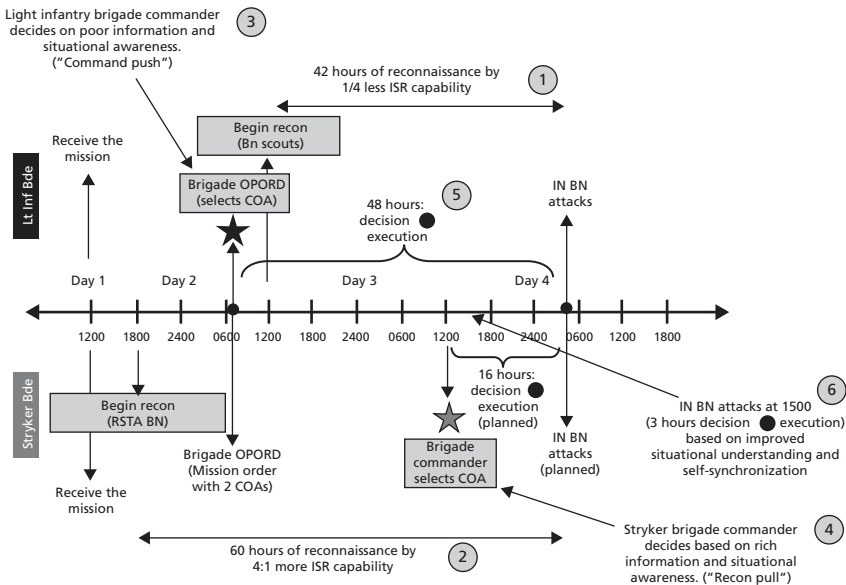 Light infantry brigade commander
decides on poor information and
situational awareness.
("Command push")
3
42 hours of reconnaissance by
1/4 less ISR capability
1
Receive the
mission
Begin recon
(Bn scouts)
Lt Inf Bde
Brigade OPORD
(selects COA)
48 hours:
decision
execution
5
IN BN
attacks
Day 1
Day 2
Day 3
Day 4
1200
1800
2400
0600
1200
1800
2400
0600
1200
1800
2400
0600
1200
1800
Stryker Bde
Begin recon
(RSTA BN)
Receive the
mission
Brigade OPORD
(Mission order
with 2 COAs)
16 hours:
decision
execution
(planned)
Brigade
commander
selects COA
IN BN
attacks
(planned)
6
IN BN attacks at 1500
(3 hours decision execution)
based on improved
situational understanding and
self-synchronization
60 hours of reconnaissance by
4:1 more ISR capability
2
Stryker brigade commander
decides based on rich
information and situational
awareness. ("Recon pull")
4